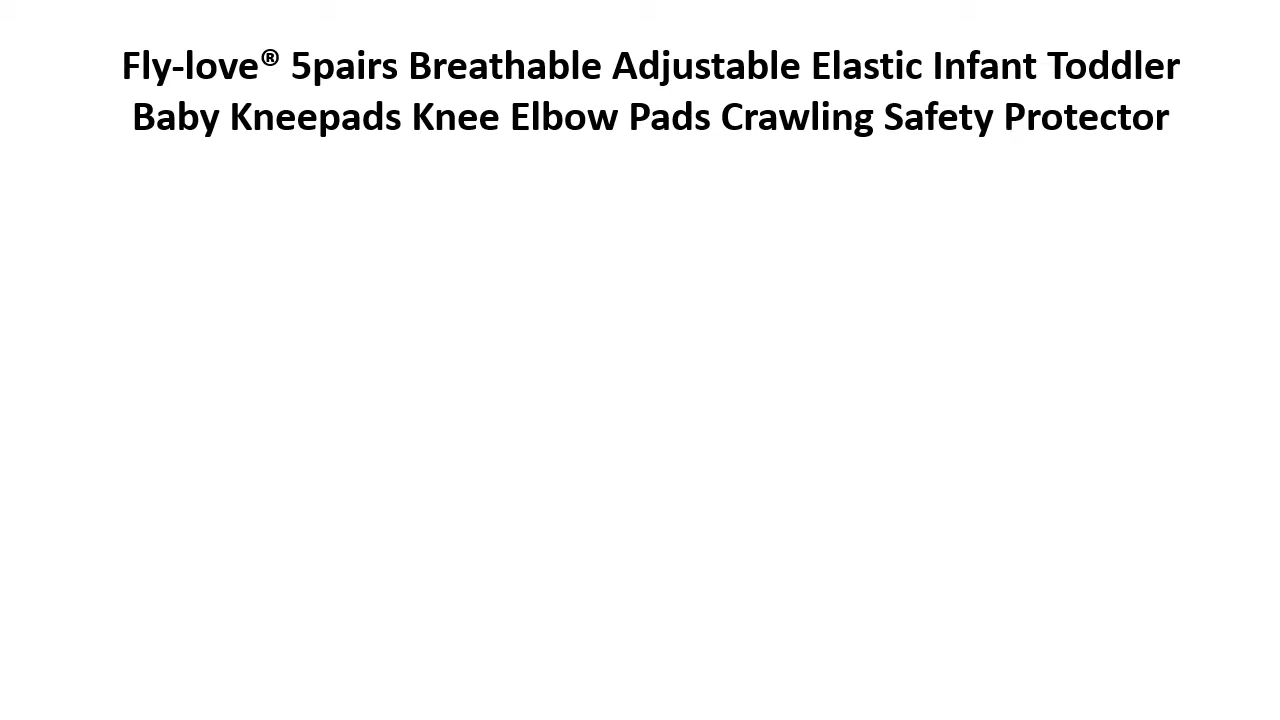 Fly-love® 5pairs Breathable Adjustable Elastic Infant Toddler
Baby Kneepads Knee Elbow Pads Crawling Safety Protector